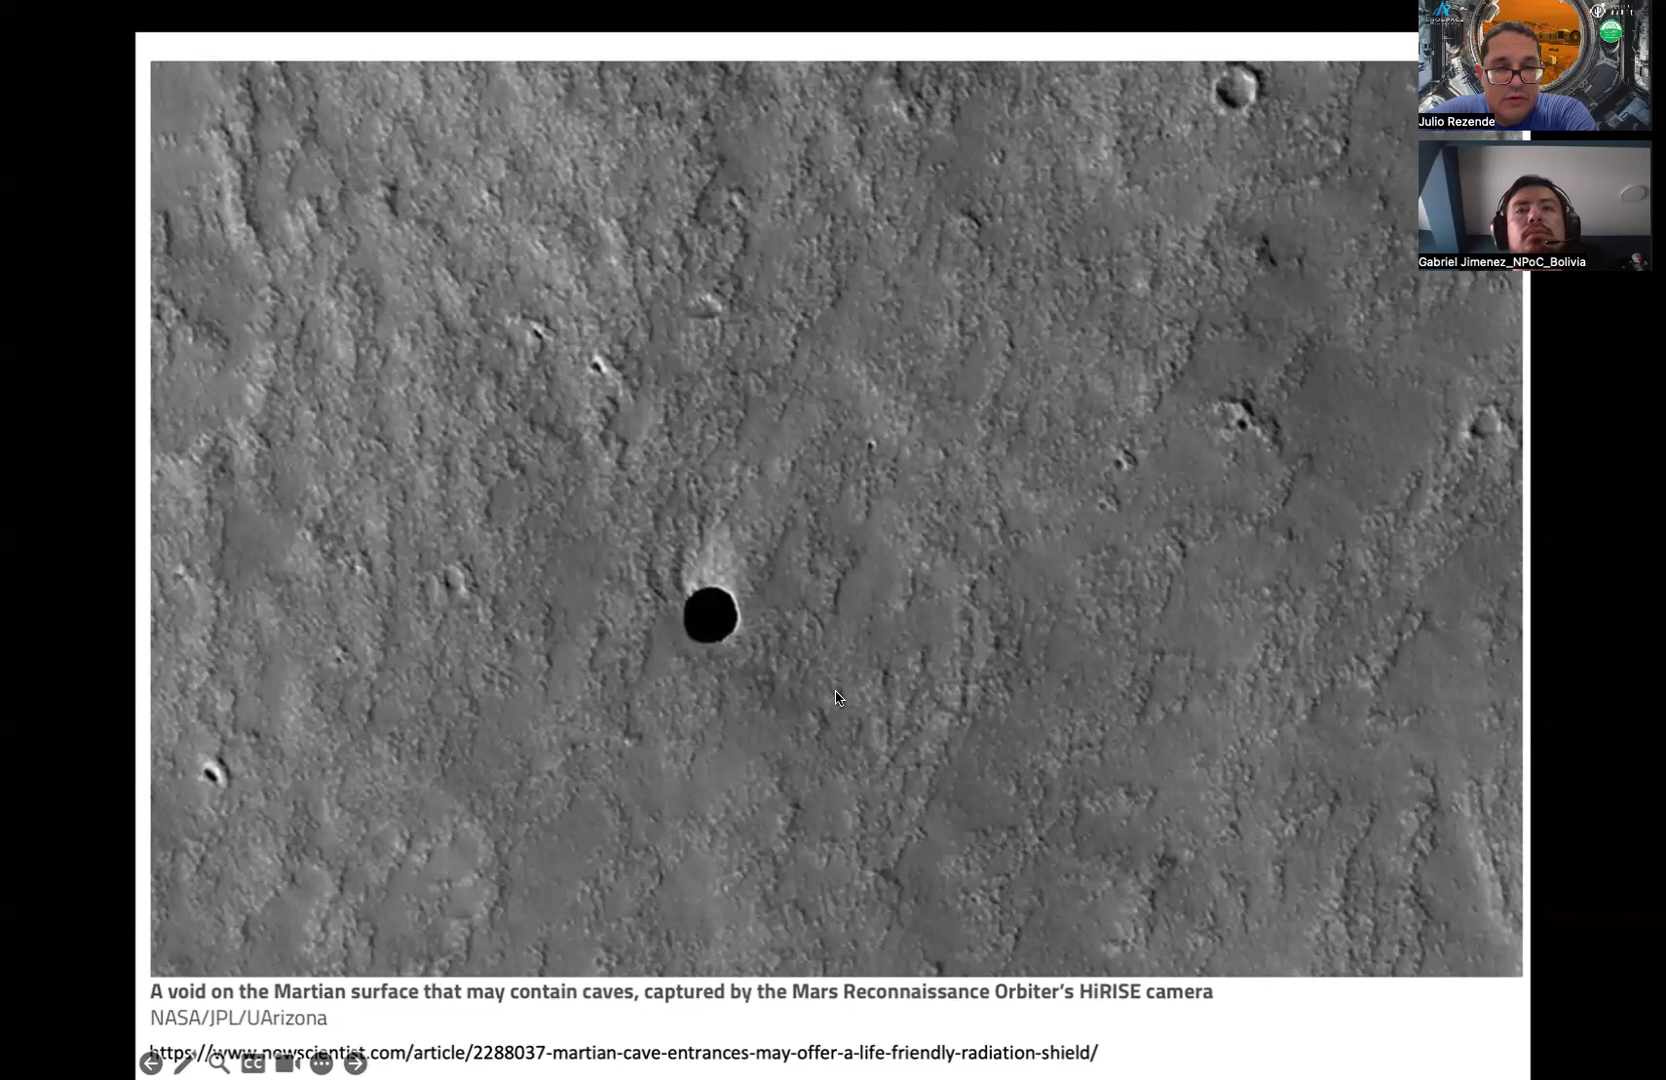 Julio Rezende
Gabriel Jimenez_NPoC_Bolivia
A void on the Martian surface that may contain caves, captured by the Mars Reconnaissance Orbiter's HiRISE camera
NASA/JPL/UArizona
https://www.newscientist.com/article/2288037-martian-cave-entrances-may-offer-a-life-friendly-radiation-shield/
CC